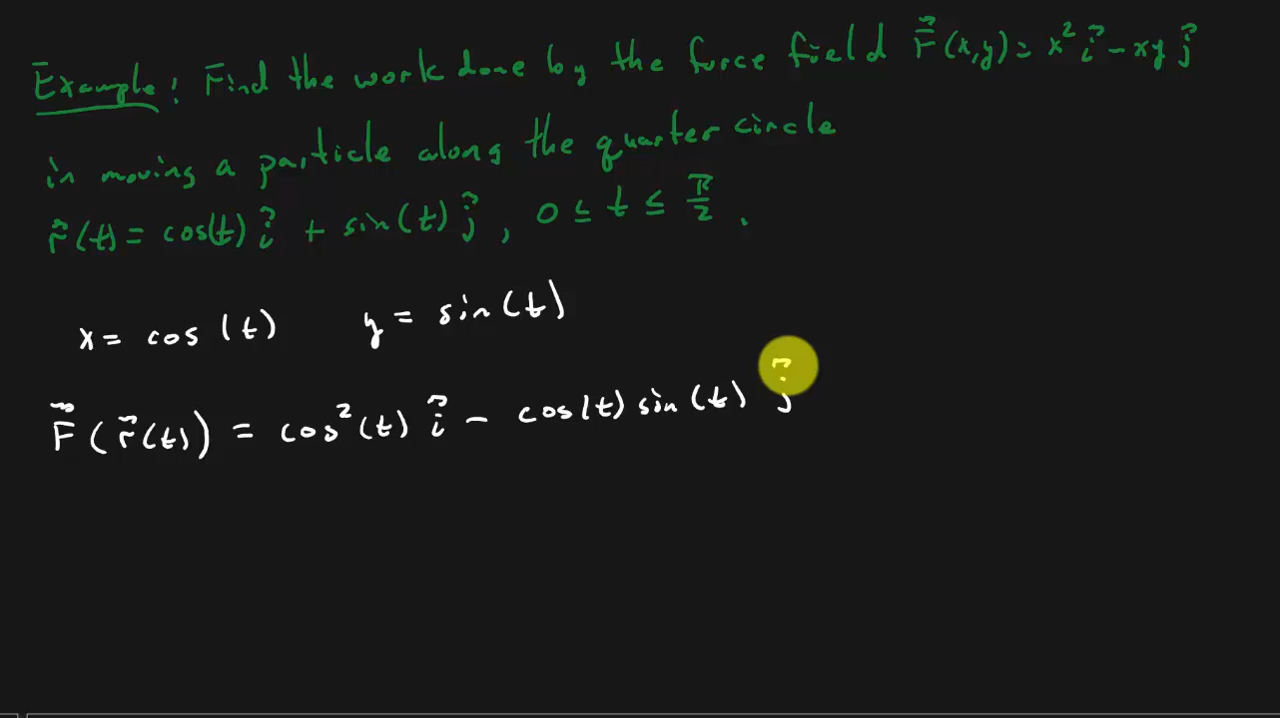 Example: Find the work done by the force field F⃗(x,y) = x² î − xy ĵ
in moving a particle along the quarter circle
r⃗(t) = cos(t) î + sin(t) ĵ , 0 ≤ t ≤ π/2 .
x = cos(t) y = sin(t)
F⃗(r⃗(t)) = cos²(t) î − cos(t) sin(t) ĵ